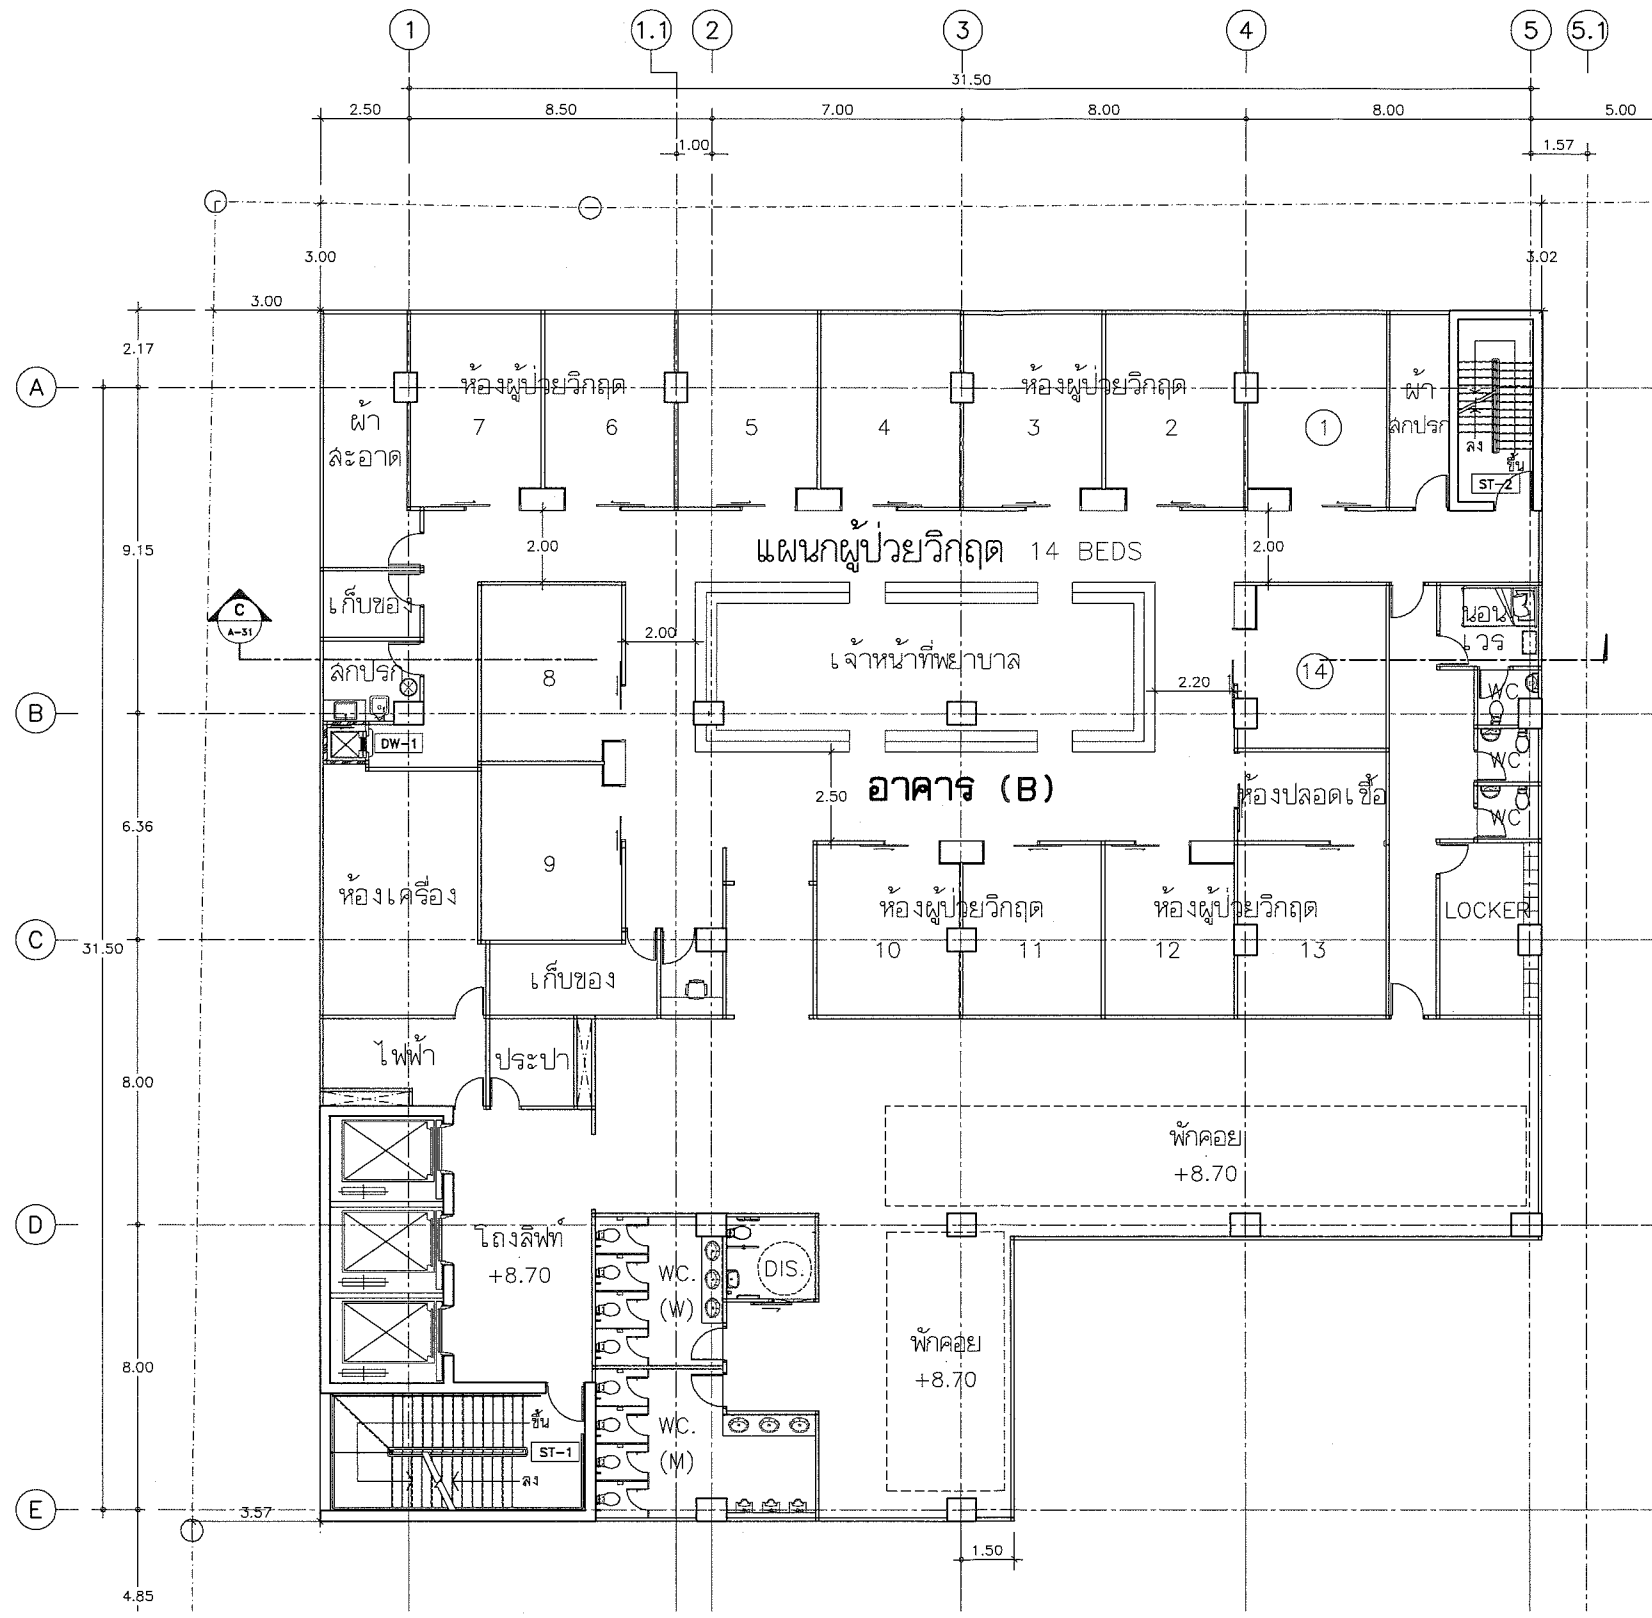 1 1.1 2 3 4 5 5.1
31.50
2.50 8.50 7.00 8.00 8.00 5.00
1.00 1.57
3.00 3.02
3.00
2.17
A
ห้องผู้ป่วยวิกฤต ห้องผู้ป่วยวิกฤต
ผ้า
สะอาด
7 6 5 4 3 2 1
ผ้า
สกปรก
ลง
ขึ้น
ST-2
9.15
2.00
แผนกผู้ป่วยวิกฤต 14 BEDS
2.00
เก็บของ
C
A-31
สกปรก
8
2.00
เจ้าหน้าที่พยาบาล
2.20
14
นอน
เวร
WC
B
DW-1
WC
2.50
อาคาร (B)
ห้องปลอดเชื้อ
WC
6.36
9
ห้องเครื่อง
ห้องผู้ป่วยวิกฤต ห้องผู้ป่วยวิกฤต
LOCKER
C
31.50
10 11 12 13
เก็บของ
ไฟฟ้า
ประปา
8.00
พักคอย
+8.70
D
โถงลิฟท์
+8.70
WC.
(W)
DIS.
พักคอย
+8.70
8.00
ขึ้น
ST-1
ลง
WC.
(M)
E
3.57
1.50
4.85